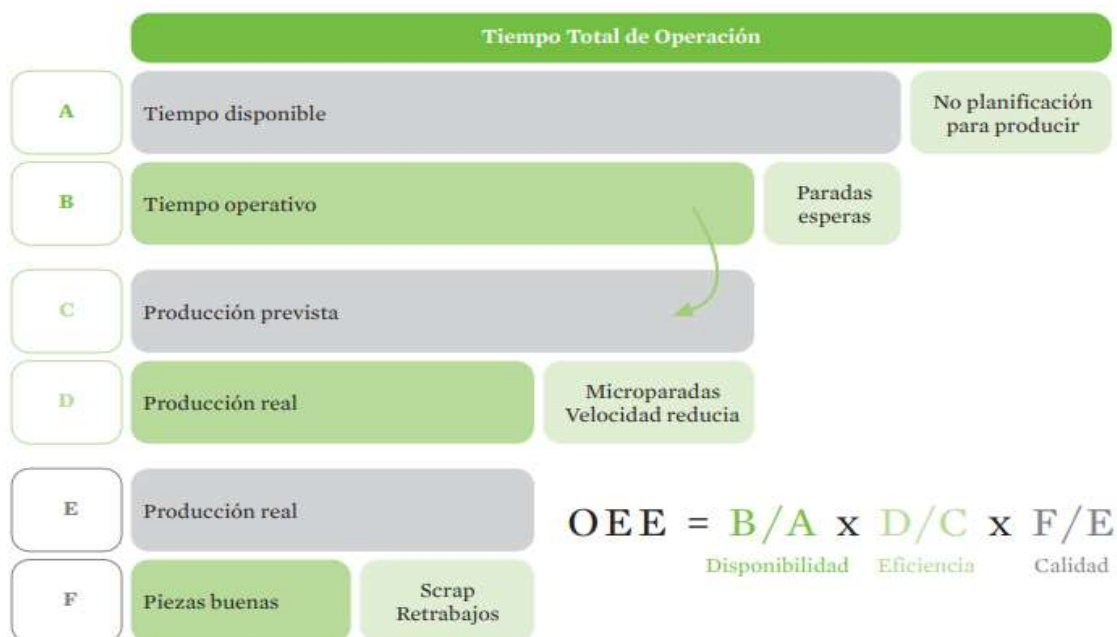 Tiempo Total de Operación
A
Tiempo disponible
No planificación
para producir
B
Tiempo operativo
Paradas
esperas
C
Producción prevista
D
Producción real
Microparadas
Velocidad reducia
E
Producción real
OEE = B/A x D/C x F/E
Disponibilidad Eficiencia Calidad
F
Piezas buenas
Scrap
Retrabajos